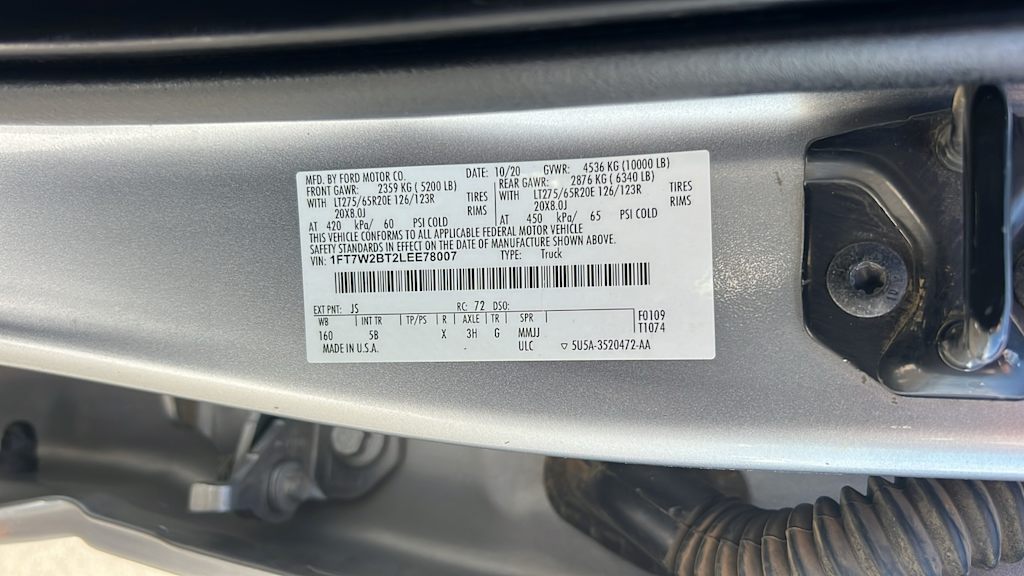 MFD. BY FORD MOTOR CO. DATE: 10/20 GVWR: 4536 KG (10000 LB)
FRONT GAWR: 2359 KG ( 5200 LB) REAR GAWR: 2876 KG ( 6340 LB)
WITH LT275/65R20E 126/123R TIRES WITH LT275/65R20E 126/123R TIRES
20X8.0J RIMS 20X8.0J RIMS
AT 420 kPa/ 60 PSI COLD AT 450 kPa/ 65 PSI COLD
THIS VEHICLE CONFORMS TO ALL APPLICABLE FEDERAL MOTOR VEHICLE
SAFETY STANDARDS IN EFFECT ON THE DATE OF MANUFACTURE SHOWN ABOVE.
VIN: 1FT7W2BT2LEE78007 TYPE: Truck
EXT PNT: JS RC: 72 DSO:
WB INT TR TP/PS R AXLE TR SPR F0109
160 5B X 3H G MMJJ T1074
MADE IN U.S.A. ULC ▽ 5U5A-3520472-AA